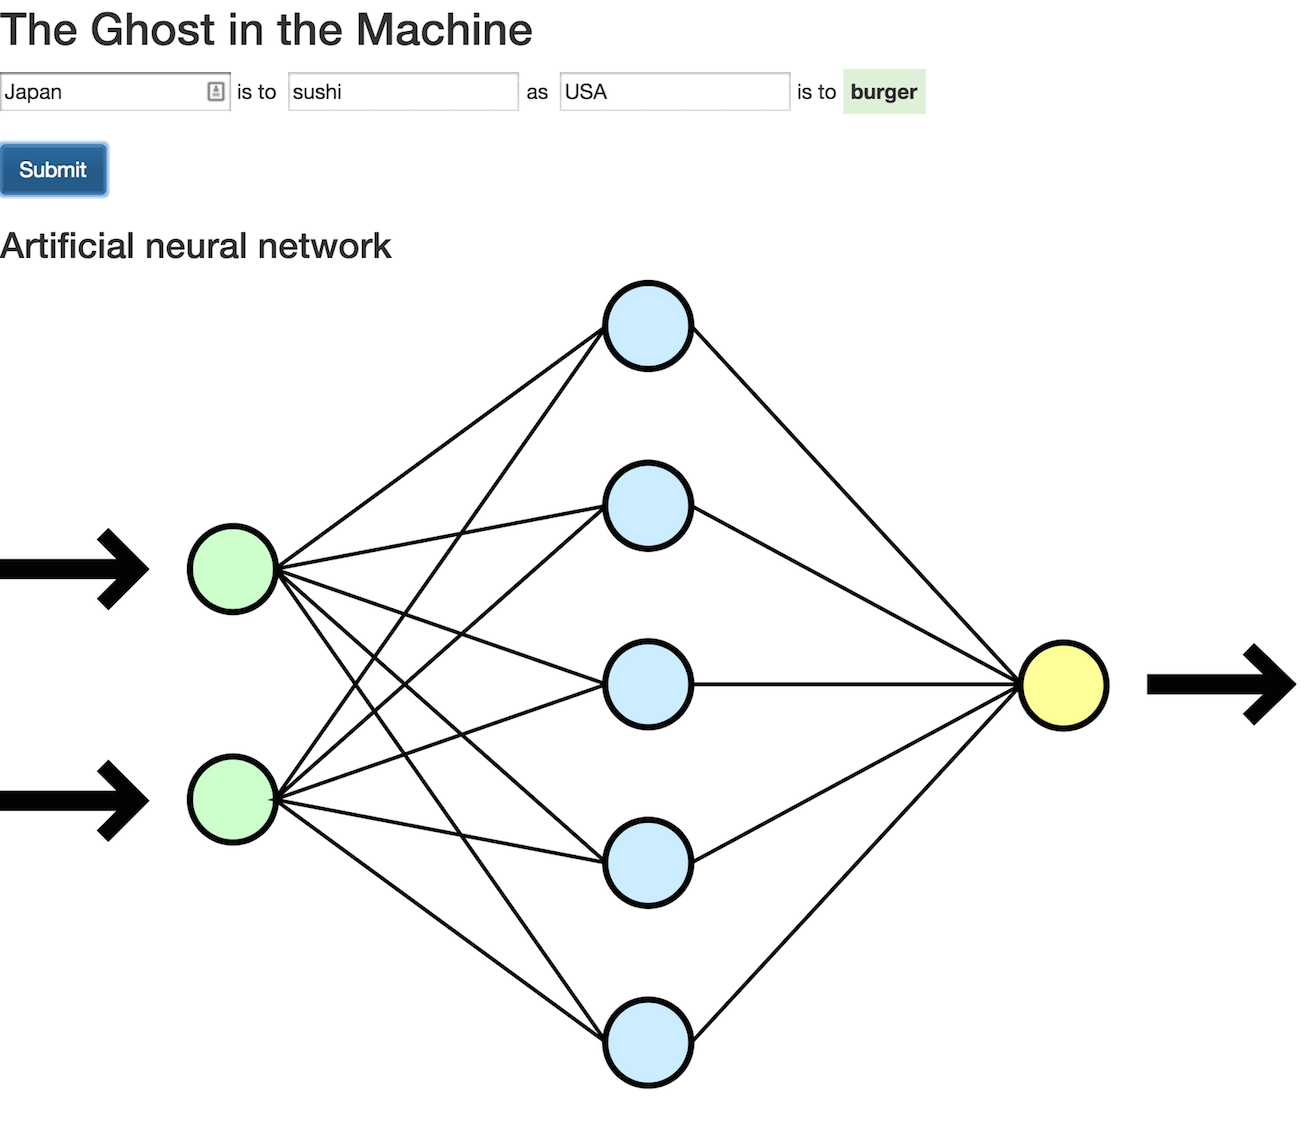 The Ghost in the Machine
Japan is to sushi as USA is to burger
Submit
Artificial neural network